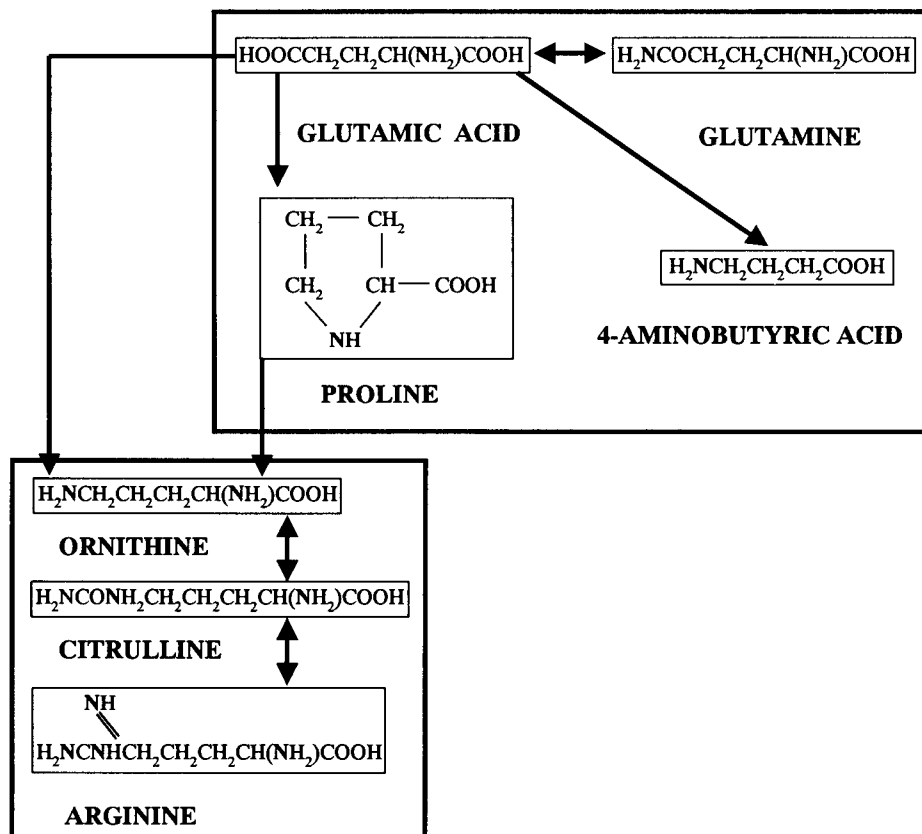 HOOCCH₂CH₂CH(NH₂)COOH
H₂NCOCH₂CH₂CH(NH₂)COOH
GLUTAMIC ACID
GLUTAMINE
CH₂ — CH₂
CH₂ CH — COOH
NH
PROLINE
H₂NCH₂CH₂CH₂COOH
4-AMINOBUTYRIC ACID
H₂NCH₂CH₂CH₂CH(NH₂)COOH
ORNITHINE
H₂NCONH₂CH₂CH₂CH₂CH(NH₂)COOH
CITRULLINE
NH
H₂NCNHCH₂CH₂CH₂CH(NH₂)COOH
ARGININE